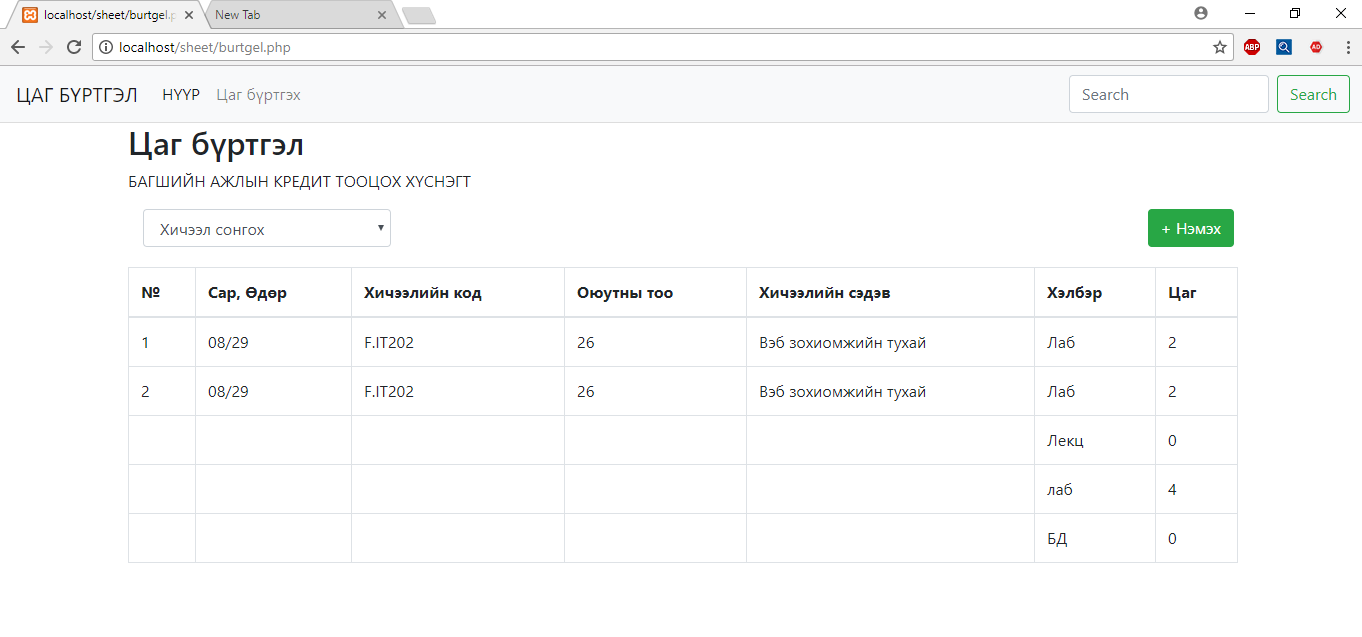 localhost/sheet/burtgel.p
New Tab
localhost/sheet/burtgel.php
ABP
AD
ЦАГ БҮРТГЭЛ НҮҮР Цаг бүртгэх Search Search
Цаг бүртгэл
БАГШИЙН АЖЛЫН КРЕДИТ ТООЦОХ ХҮСНЭГТ
Хичээл сонгох
+ Нэмэх
№ Сар, Өдөр Хичээлийн код Оюутны тоо Хичээлийн сэдэв Хэлбэр Цаг
1 08/29 F.IT202 26 Вэб зохиомжийн тухай Лаб 2
2 08/29 F.IT202 26 Вэб зохиомжийн тухай Лаб 2
Лекц 0
лаб 4
БД 0